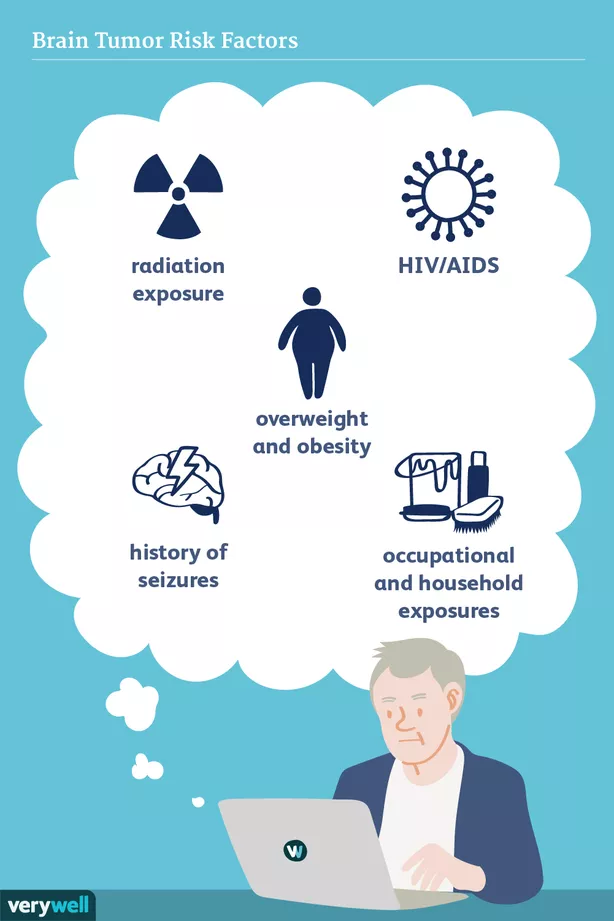 Brain Tumor Risk Factors
radiation
exposure
HIV/AIDS
overweight
and obesity
history of
seizures
occupational
and household
exposures
verywell